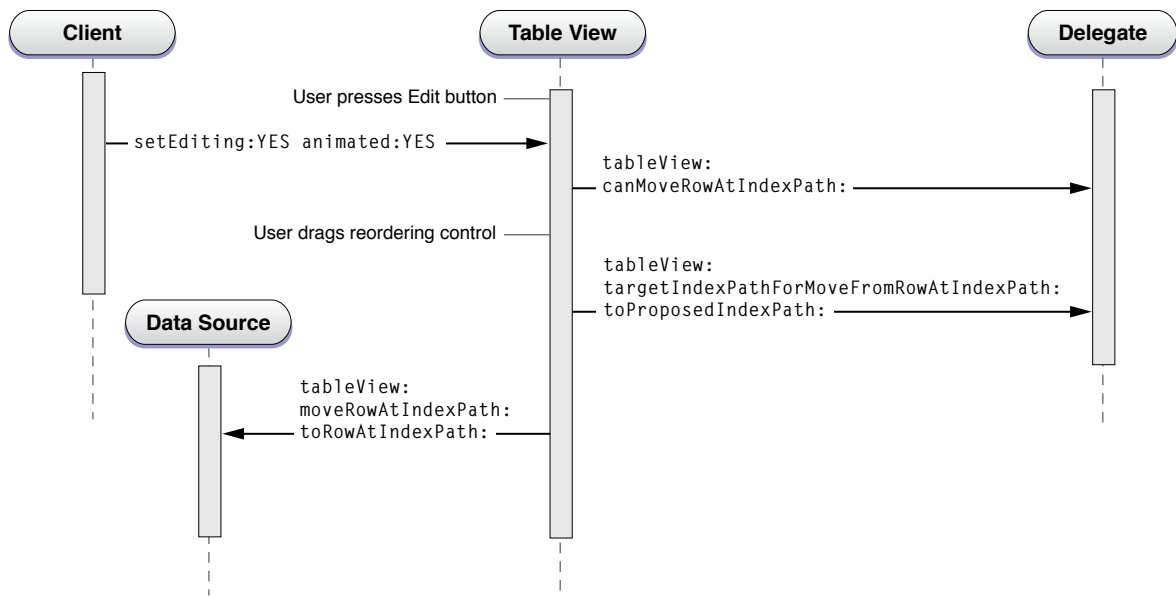 Client
Table View
Delegate
User presses Edit button
setEditing:YES animated:YES
tableView:
canMoveRowAtIndexPath:
User drags reordering control
tableView:
targetIndexPathForMoveFromRowAtIndexPath:
toProposedIndexPath:
Data Source
tableView:
moveRowAtIndexPath:
toRowAtIndexPath: